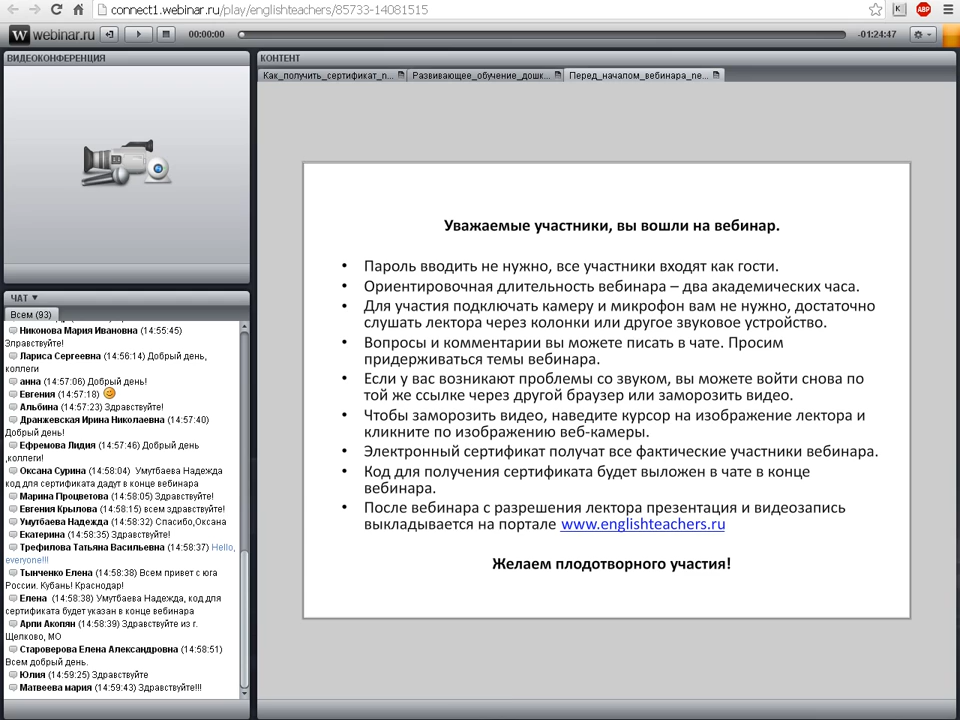 connect1.webinar.ru/play/englishteachers/85733-14081515
K
ABP
W webinar.ru
00:00:00
-01:24:47
ВИДЕОКОНФЕРЕНЦИЯ
ЧАТ
Всем (93)
Никонова Мария Ивановна (14:55:45)
Зправствуйте!
Лариса Сергеевна (14:56:14) Добрый день,
коллеги
анна (14:57:06) Добрый день!
Евгения (14:57:18)
Альбина (14:57:23) Здравствуйте!
Дранжевская Ирина Николаевна (14:57:40)
Добрый день!
Ефремова Лидия (14:57:46) Добрый день
,коллеги!
Оксана Сурина (14:58:04) Умутбаева Надежда
код для сертификата дадут в конце вебинара
Марина Процветова (14:58:05) Здравствуйте!
Евгения Крылова (14:58:15) всем здравствуйте!
Умутбаева Надежда (14:58:32) Спасибо,Оксана
Екатерина (14:58:35) Здравствуйте!
Трефилова Татьяна Васильевна (14:58:37) Hello,
everyone!!!
Тынченко Елена (14:58:38) Всем привет с юга
России. Кубань! Краснодар!
Елена (14:58:38) Умутбаева Надежда, код для
сертификата будет указан в конце вебинара
Арпи Акопян (14:58:39) Здравствуйте из г.
Щелково, МО
Староверова Елена Александровна (14:58:51)
Всем добрый день.
Юлия (14:59:25) Здравствуйте
Матвеева мария (14:59:43) Здравствуйте!!!
КОНТЕНТ
Как_получить_сертификат_п... Развивающее_обучение_дошк... Перед_началом_вебинара_пе...
Уважаемые участники, вы вошли на вебинар.
• Пароль вводить не нужно, все участники входят как гости.
• Ориентировочная длительность вебинара – два академических часа.
• Для участия подключать камеру и микрофон вам не нужно, достаточно
слушать лектора через колонки или другое звуковое устройство.
• Вопросы и комментарии вы можете писать в чате. Просим
придерживаться темы вебинара.
• Если у вас возникают проблемы со звуком, вы можете войти снова по
той же ссылке через другой браузер или заморозить видео.
• Чтобы заморозить видео, наведите курсор на изображение лектора и
кликните по изображению веб-камеры.
• Электронный сертификат получат все фактические участники вебинара.
• Код для получения сертификата будет выложен в чате в конце
вебинара.
• После вебинара с разрешения лектора презентация и видеозапись
выкладывается на портале www.englishteachers.ru
Желаем плодотворного участия!